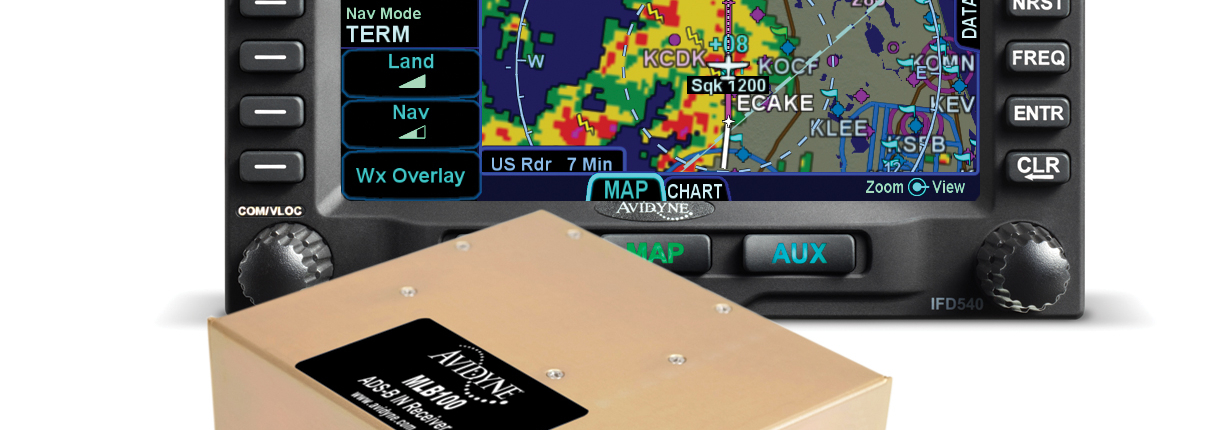 Nav Mode
TERM
Land
Nav
Wx Overlay
W
KCDK
+08
KOCF
Sqk 1200
ECAKE
KLEE
KOMN
E
KEV
KSFB
15
US Rdr 7 Min
MAP
CHART
Zoom
View
DATA
NRST
FREQ
ENTR
CLR
COM/VLOC
AVIDYNE
MAP
AUX
IFD540
AVIDYNE
MLB100
ADS-B IN Receiver
www.avidyne.com